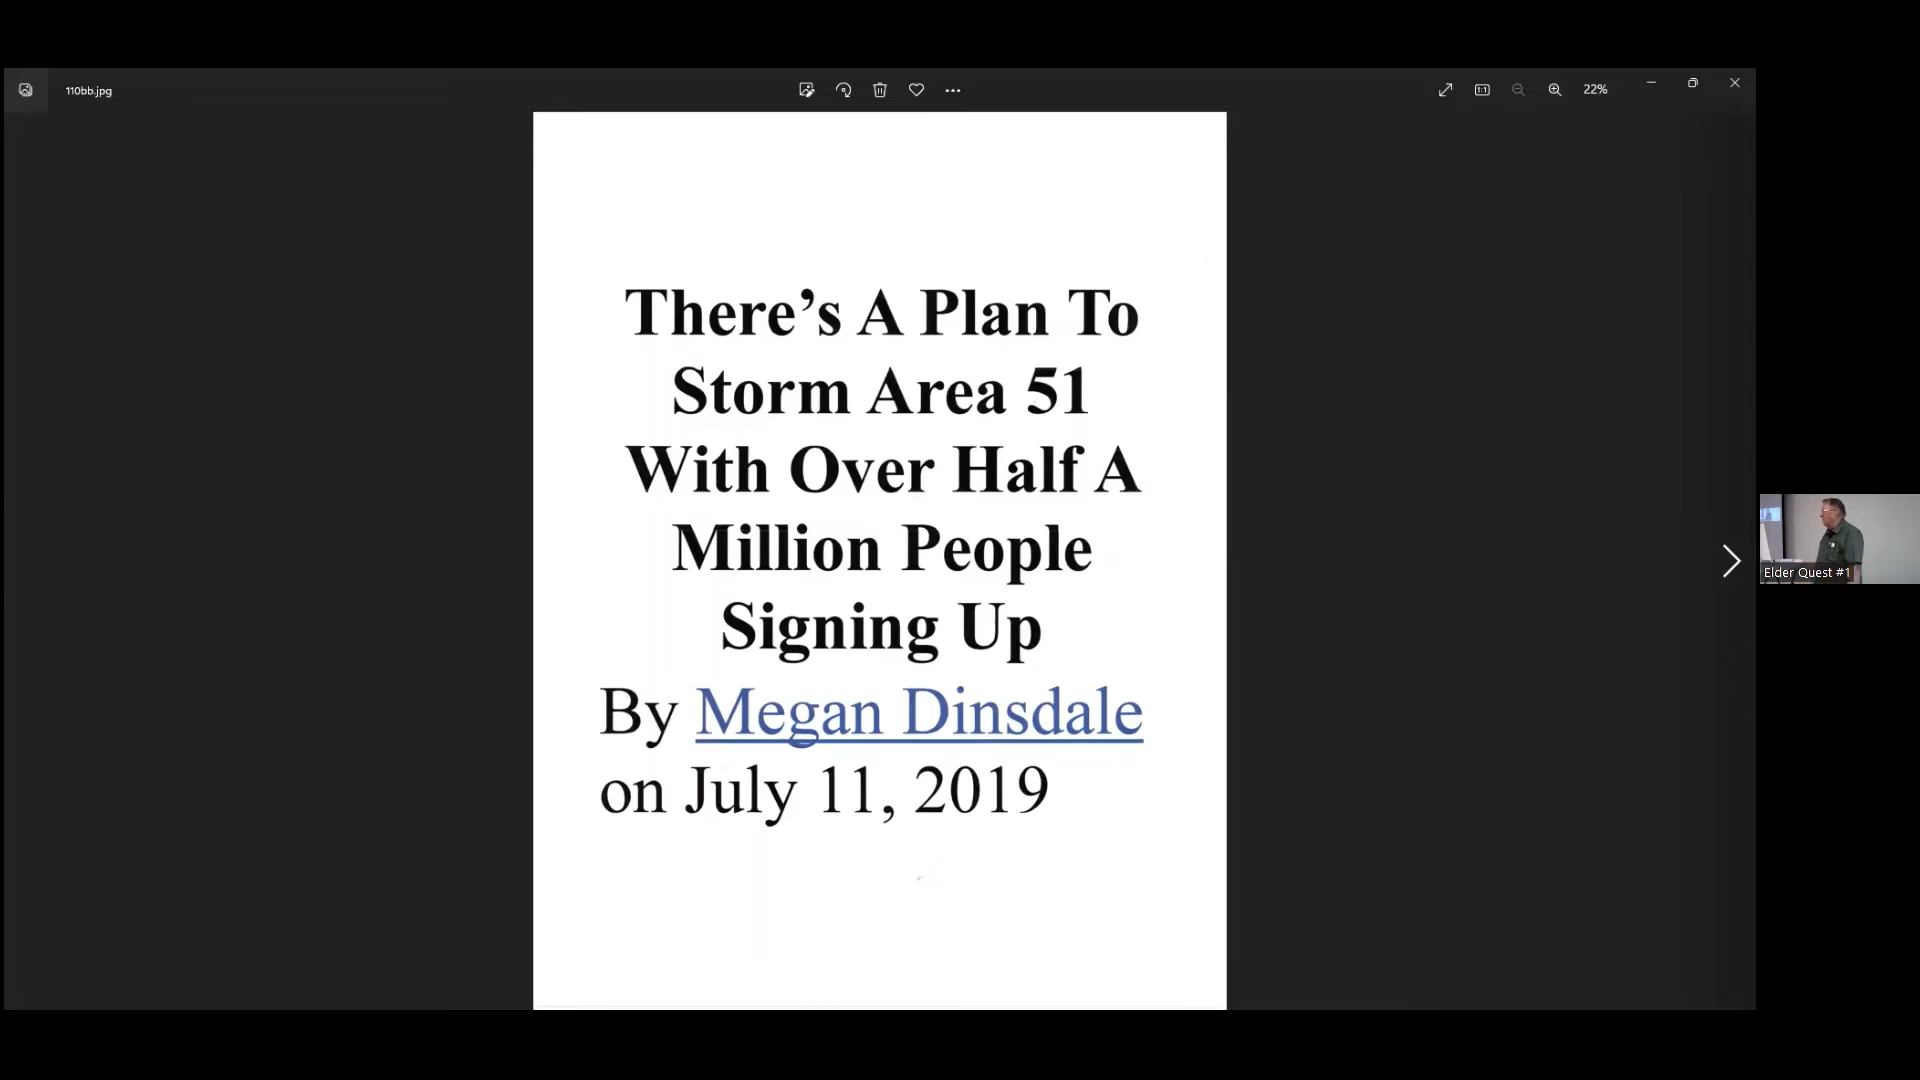 110bb.jpg
22%
There’s A Plan To
Storm Area 51
With Over Half A
Million People
Signing Up
By Megan Dinsdale
on July 11, 2019
Elder Quest #1